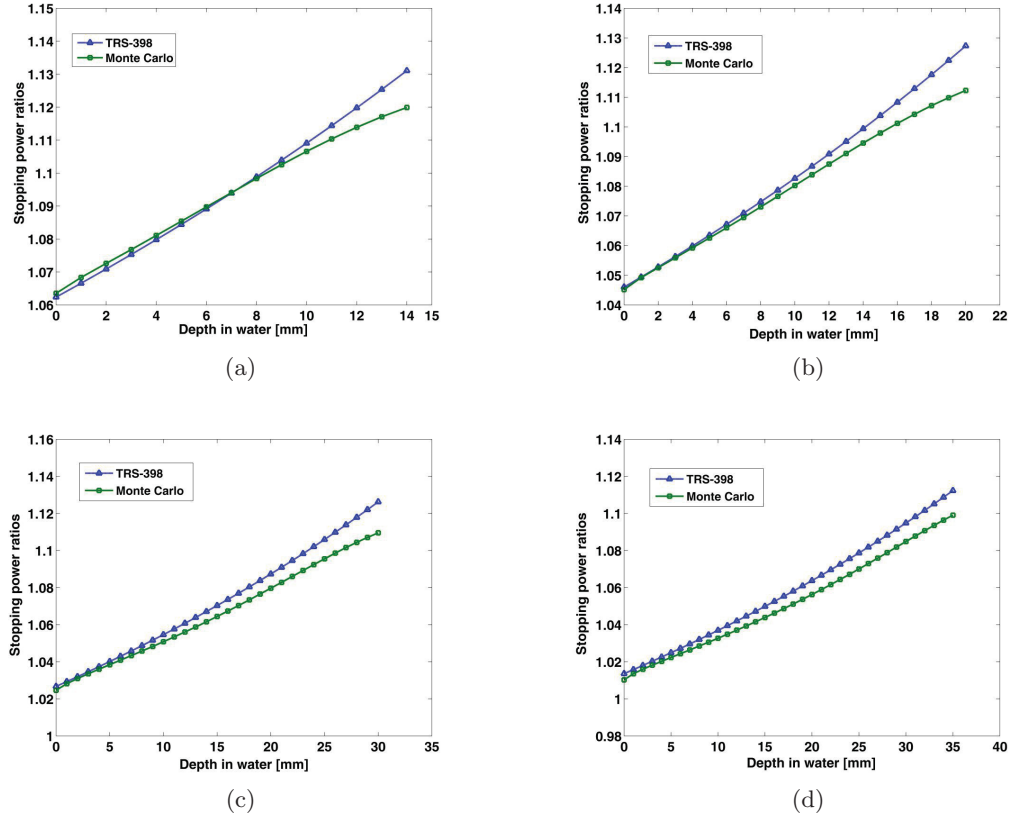 1.15
1.14
1.13
1.12
1.11
1.1
1.09
1.08
1.07
1.06
Stopping power ratios
TRS-398
Monte Carlo
0 2 4 6 8 10 12 14 15
Depth in water [mm]
(a)
1.14
1.13
1.12
1.11
1.1
1.09
1.08
1.07
1.06
1.05
1.04
Stopping power ratios
TRS-398
Monte Carlo
0 2 4 6 8 10 12 14 16 18 20 22
Depth in water [mm]
(b)
1.16
1.14
1.12
1.1
1.08
1.06
1.04
1.02
1
Stopping power ratios
TRS-398
Monte Carlo
0 5 10 15 20 25 30 35
Depth in water [mm]
(c)
1.14
1.12
1.1
1.08
1.06
1.04
1.02
1
0.98
Stopping power ratios
TRS-398
Monte Carlo
0 5 10 15 20 25 30 35 40
Depth in water [mm]
(d)